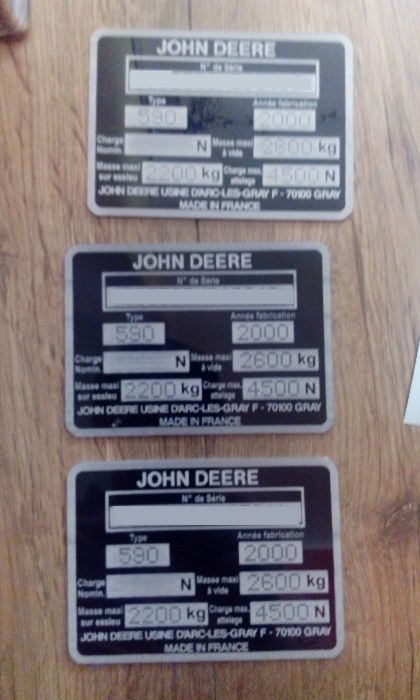 JOHN DEERE
N° de Série
Type Année fabrication
590 2000
Charge Nomin. N Masse maxi à vide 2600 kg
Masse maxi sur essieu 2200 kg Charge max. attelage 4500 N
JOHN DEERE USINE D'ARC-LES-GRAY F - 70100 GRAY
MADE IN FRANCE
JOHN DEERE
N° de Série
Type Année fabrication
590 2000
Charge Nomin. N Masse maxi à vide 2600 kg
Masse maxi sur essieu 2200 kg Charge max. attelage 4500 N
JOHN DEERE USINE D'ARC-LES-GRAY F - 70100 GRAY
MADE IN FRANCE
JOHN DEERE
N° de Série
Type Année fabrication
590 2000
Charge Nomin. N Masse maxi à vide 2600 kg
Masse maxi sur essieu 2200 kg Charge max. attelage 4500 N
JOHN DEERE USINE D'ARC-LES-GRAY F - 70100 GRAY
MADE IN FRANCE